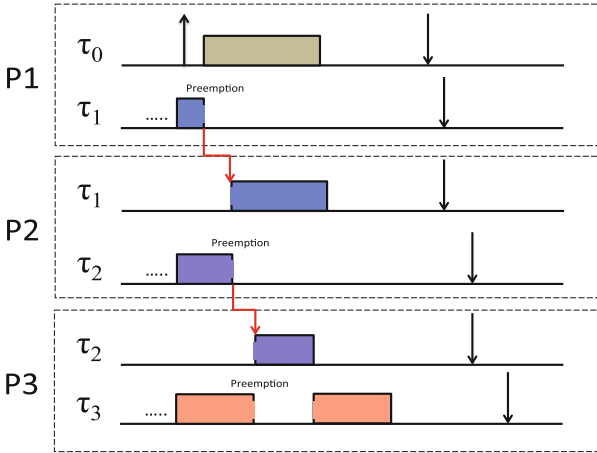 P1
τ0
Preemption
..... τ1
P2
τ1
Preemption
..... τ2
P3
τ2
Preemption
..... τ3